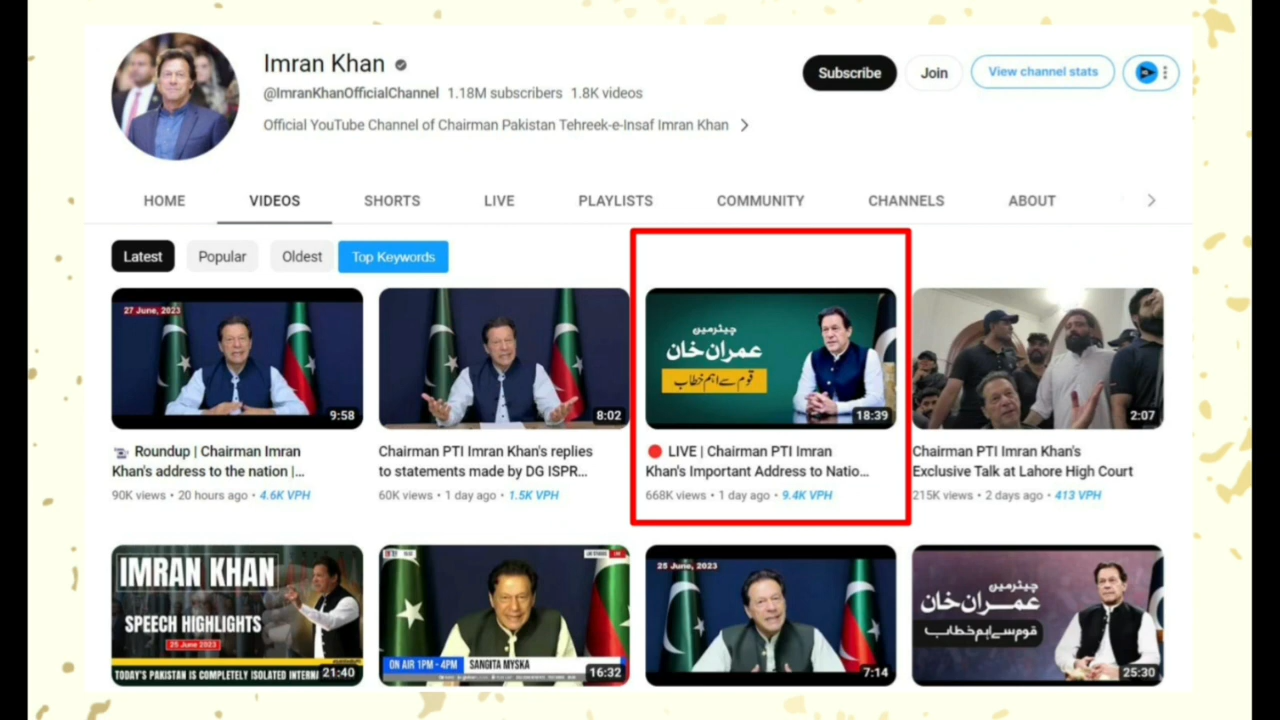 Imran Khan
@ImranKhanOfficialChannel 1.18M subscribers 1.8K videos
Official YouTube Channel of Chairman Pakistan Tehreek-e-Insaf Imran Khan
Subscribe
Join
View channel stats
HOME
VIDEOS
SHORTS
LIVE
PLAYLISTS
COMMUNITY
CHANNELS
ABOUT
Latest
Popular
Oldest
Top Keywords
27 June, 2023
9:58
Roundup | Chairman Imran
Khan's address to the nation |...
90K views • 20 hours ago • 4.6K VPH
8:02
Chairman PTI Imran Khan's replies
to statements made by DG ISPR...
60K views • 1 day ago • 1.5K VPH
چیئرمین
عمران خان
قوم سے اہم خطاب
18:39
LIVE | Chairman PTI Imran
Khan's Important Address to Natio...
668K views • 1 day ago • 9.4K VPH
2:07
Chairman PTI Imran Khan's
Exclusive Talk at Lahore High Court
215K views • 2 days ago • 413 VPH
IMRAN KHAN
SPEECH HIGHLIGHTS
25 June 2023
TODAY'S PAKISTAN IS COMPLETELY ISOLATED
21:40
ON AIR 1PM - 4PM
SANGITA MYSKA
16:32
25 June, 2023
7:14
چیئرمین
عمران خان
قوم سے اہم خطاب
25:30